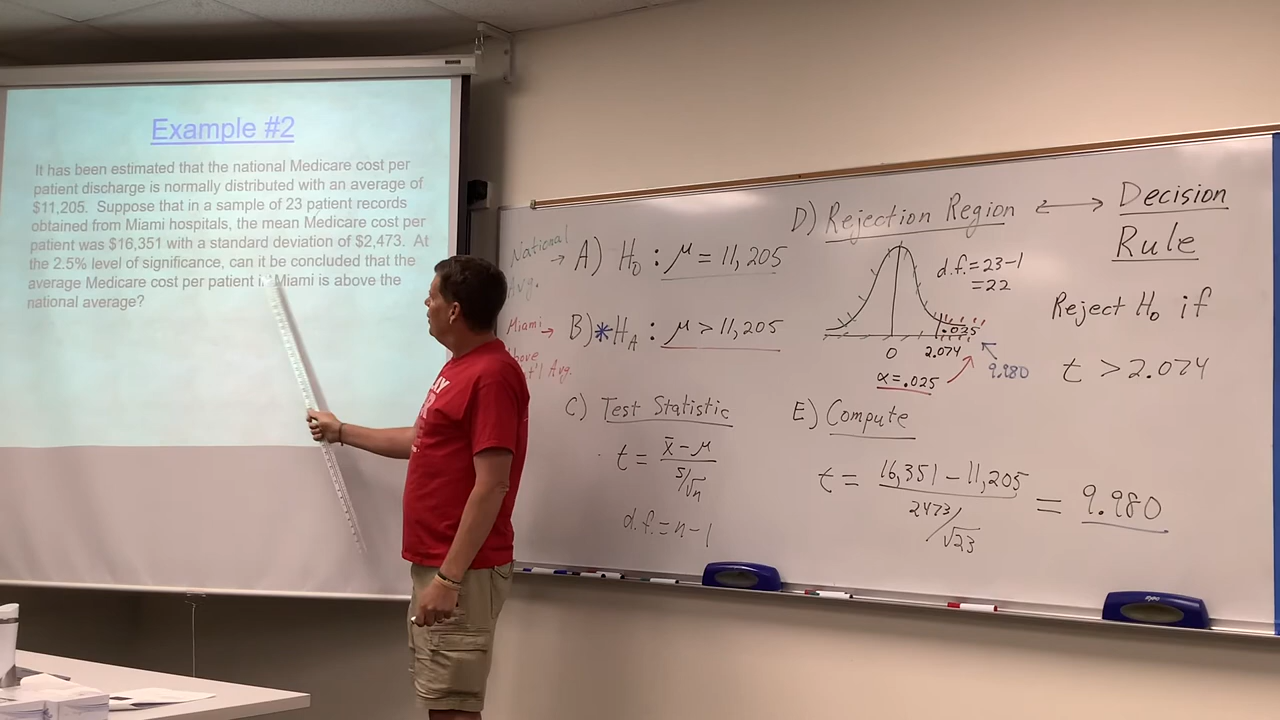 Example #2
It has been estimated that the national Medicare cost per
patient discharge is normally distributed with an average of
$11,205. Suppose that in a sample of 23 patient records
obtained from Miami hospitals, the mean Medicare cost per
patient was $16,351 with a standard deviation of $2,473. At
the 2.5% level of significance, can it be concluded that the
average Medicare cost per patient in Miami is above the
national average?
National
Avg.
→ A) H₀ : μ = 11,205
Miami → B) * Hₐ : μ > 11,205
Above
Nat'l Avg.
C) Test Statistic
t = x̄ - μ
s/√n
d.f. = n - 1
D) Rejection Region ↔ Decision
Rule
d.f. = 23-1
= 22
.025
0 2.074
α = .025
9.980
Reject H₀ if
t > 2.074
E) Compute
t = 16,351 - 11,205
2473/√23
= 9.980
EXPO